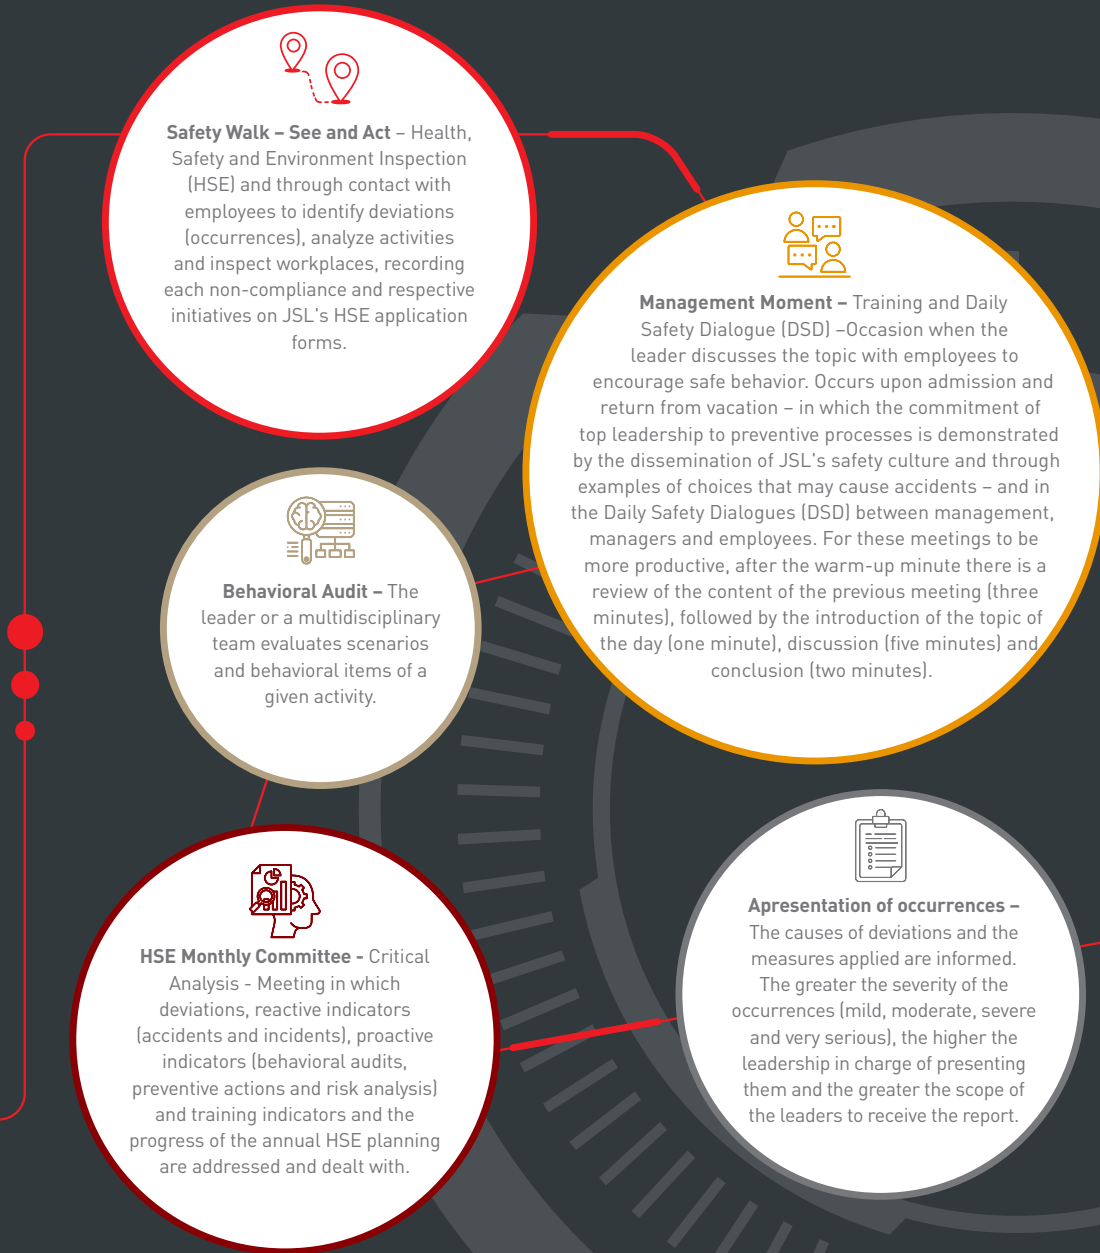 Safety Walk – See and Act – Health,
Safety and Environment Inspection
(HSE) and through contact with
employees to identify deviations
(occurrences), analyze activities
and inspect workplaces, recording
each non-compliance and respective
initiatives on JSL's HSE application
forms.
Management Moment – Training and Daily
Safety Dialogue (DSD) –Occasion when the
leader discusses the topic with employees to
encourage safe behavior. Occurs upon admission and
return from vacation – in which the commitment of
top leadership to preventive processes is demonstrated
by the dissemination of JSL's safety culture and through
examples of choices that may cause accidents – and in
the Daily Safety Dialogues (DSD) between management,
managers and employees. For these meetings to be
more productive, after the warm-up minute there is a
review of the content of the previous meeting (three
minutes), followed by the introduction of the topic of
the day (one minute), discussion (five minutes) and
conclusion (two minutes).
Behavioral Audit – The
leader or a multidisciplinary
team evaluates scenarios
and behavioral items of a
given activity.
Apresentation of occurrences –
The causes of deviations and the
measures applied are informed.
The greater the severity of the
occurrences (mild, moderate, severe
and very serious), the higher the
leadership in charge of presenting
them and the greater the scope of
the leaders to receive the report.
HSE Monthly Committee - Critical
Analysis - Meeting in which
deviations, reactive indicators
(accidents and incidents), proactive
indicators (behavioral audits,
preventive actions and risk analysis)
and training indicators and the
progress of the annual HSE planning
are addressed and dealt with.